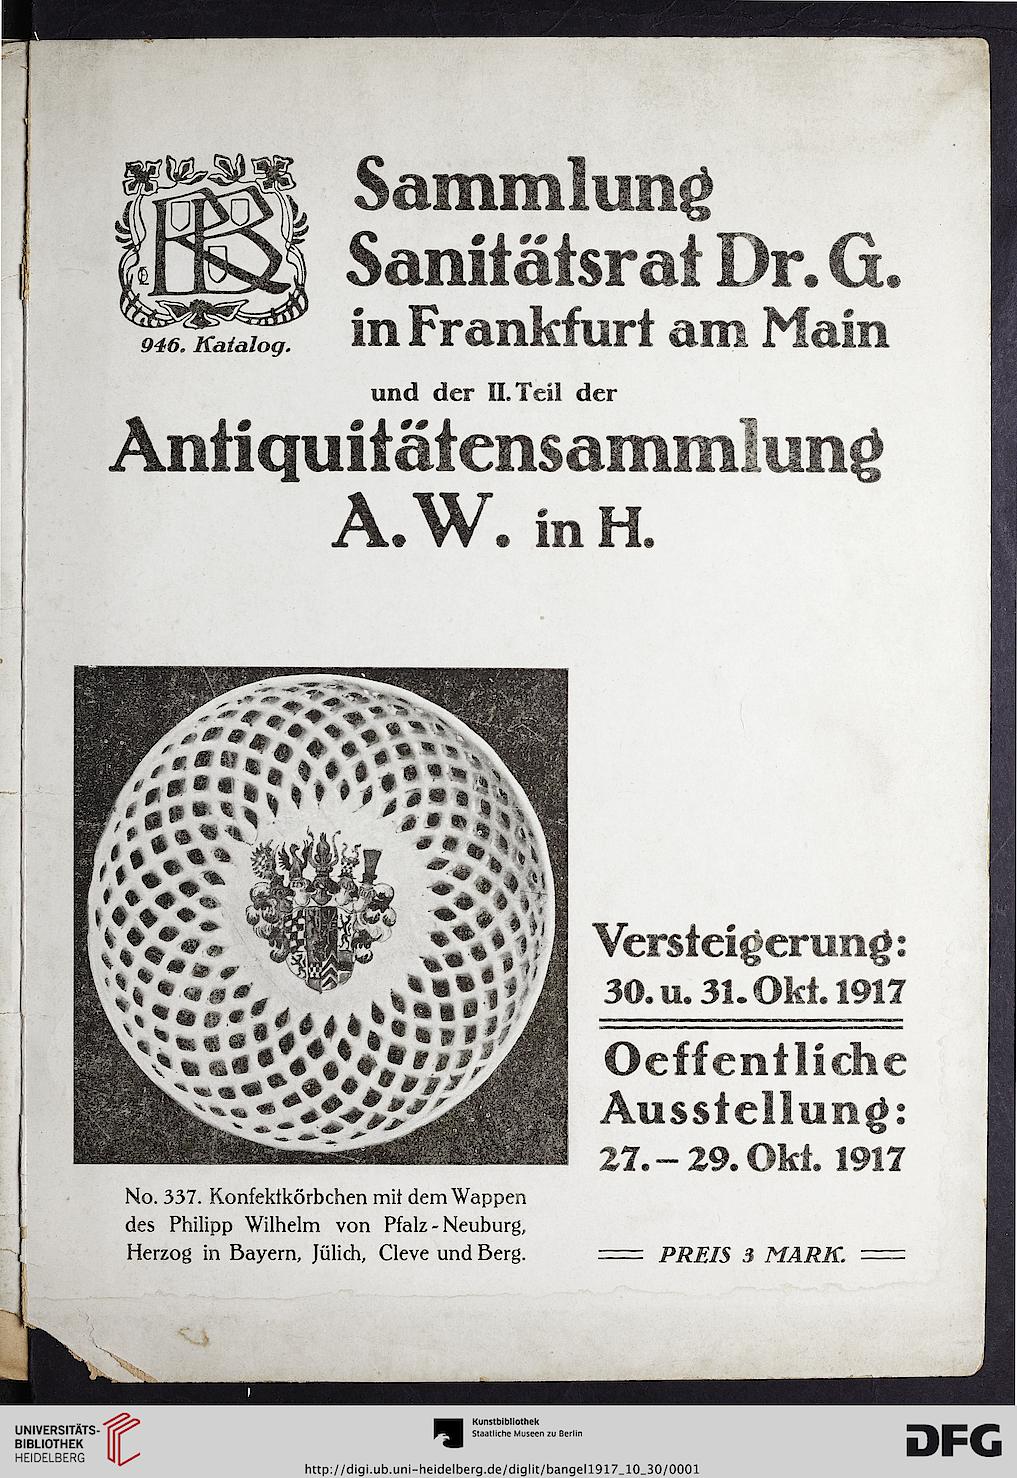 Sammlung
Sanitätsrat Dr. G.
in Frankfurt am Main
946. Katalog.
und der II. Teil der
Antiquitätensammlung
A. W. in H.
Versteigerung:
30. u. 31. Okt. 1917
Oeffentliche
Ausstellung:
27. – 29. Okt. 1917
No. 337. Konfektkörbchen mit dem Wappen
des Philipp Wilhelm von Pfalz-Neuburg,
Herzog in Bayern, Jülich, Cleve und Berg.
PREIS 3 MARK.
UNIVERSITÄTS-
BIBLIOTHEK
HEIDELBERG
Kunstbibliothek
Staatliche Museen zu Berlin
DFG
http://digi.ub.uni-heidelberg.de/diglit/bangel1917_10_30/0001